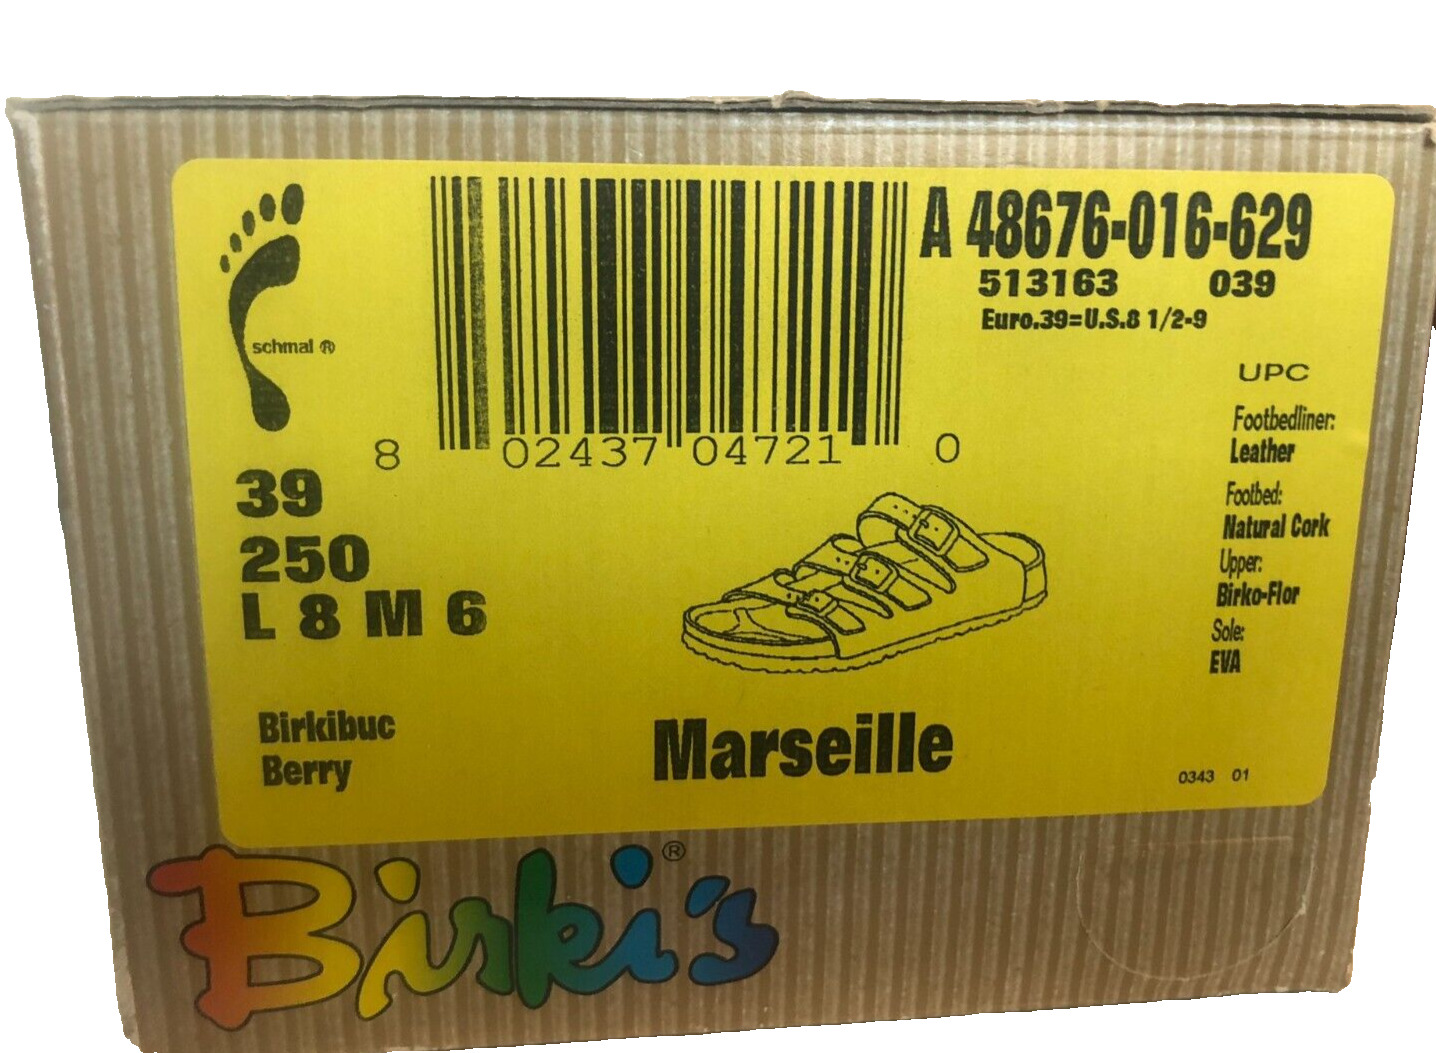 A 48676-016-629
513163 039
Euro.39=U.S.8 1/2-9
schmal ®
UPC
8 02437 04721 0
39
250
L 8 M 6
Footbedliner:
Leather
Footbed:
Natural Cork
Upper:
Birko-Flor
Sole:
EVA
Birkibuc
Berry
Marseille
0343 01
Birki's®